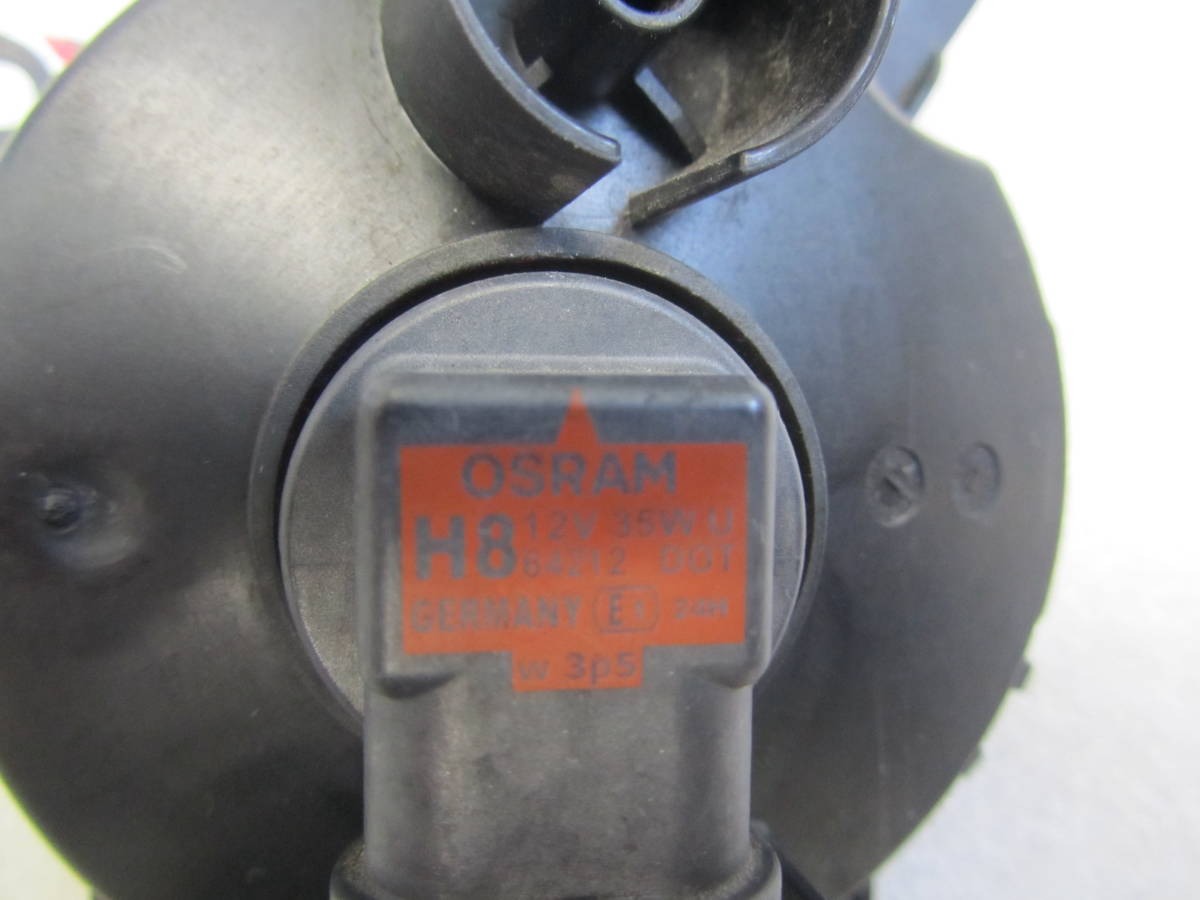 OSRAM
H8 12V 35W U
64212 DOT
GERMANY E1 24H
w 3p5